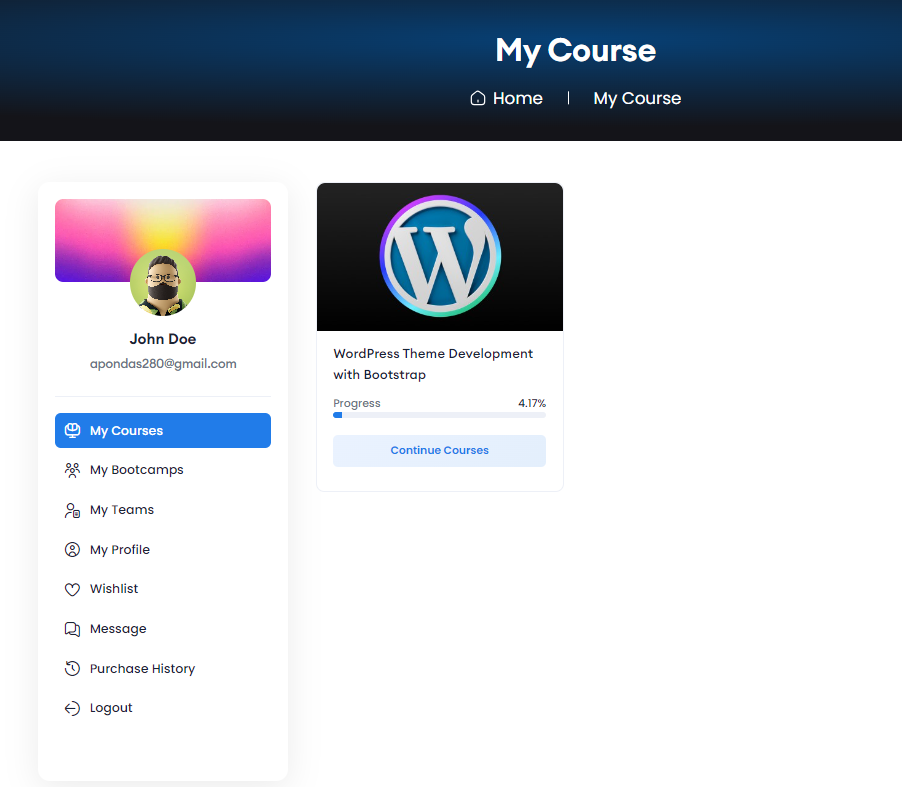 My Course
Home | My Course
John Doe
apondas280@gmail.com
My Courses
My Bootcamps
My Teams
My Profile
Wishlist
Message
Purchase History
Logout
WordPress Theme Development
with Bootstrap
Progress 4.17%
Continue Courses